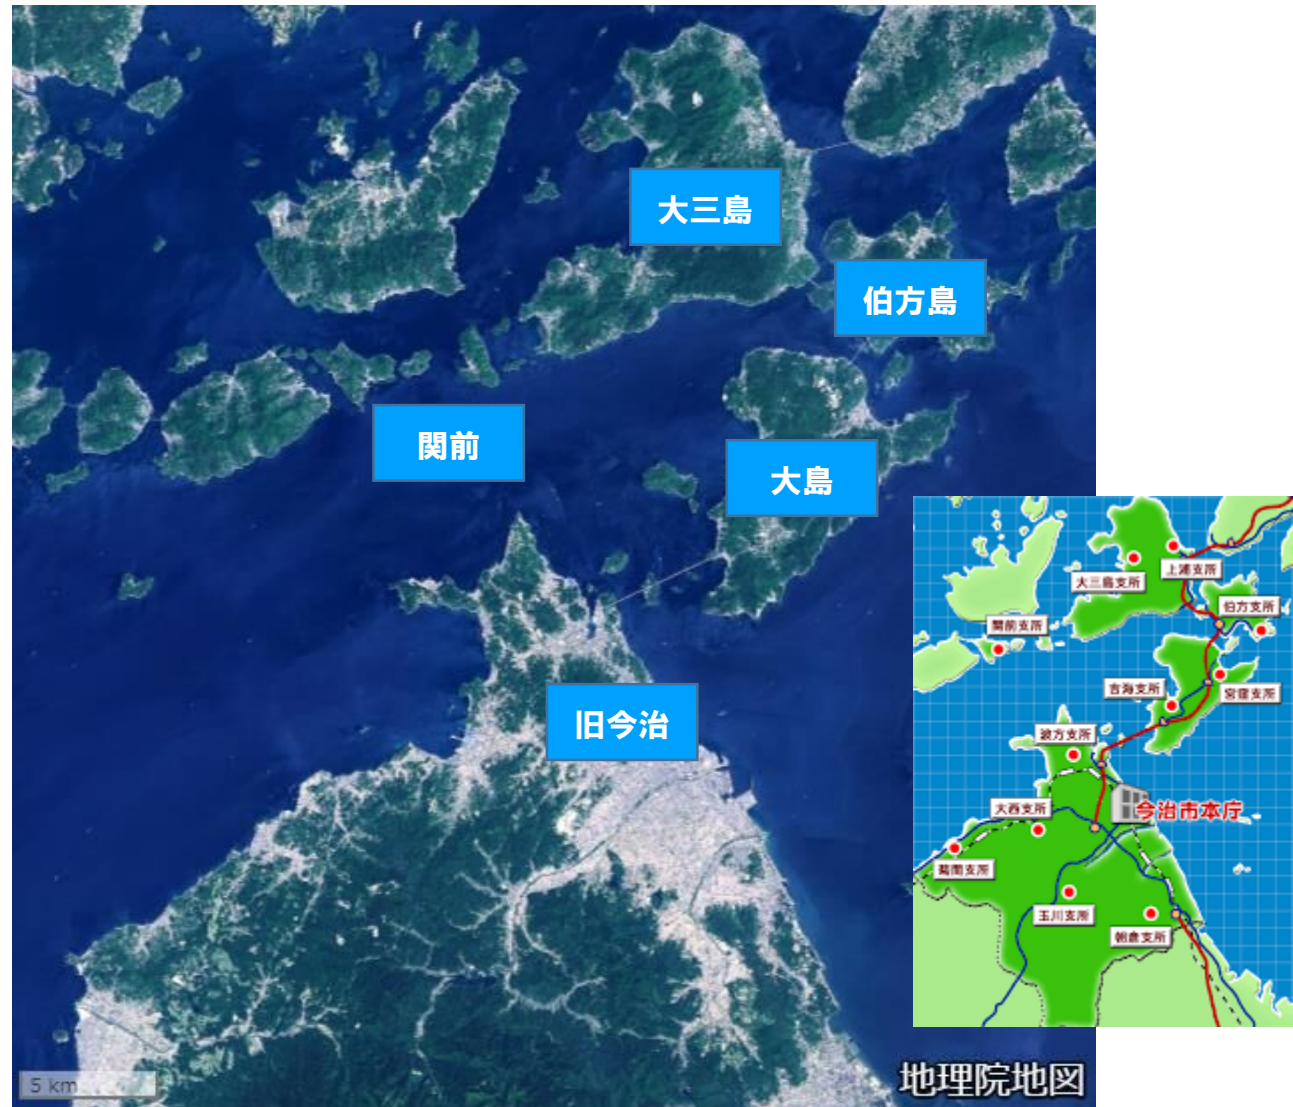 大三島
伯方島
関前
大島
旧今治
5 km
地理院地図
上浦支所
大三島支所
伯方支所
関前支所
宮窪支所
吉海支所
波方支所
大西支所
今治市本庁
菊間支所
玉川支所
朝倉支所